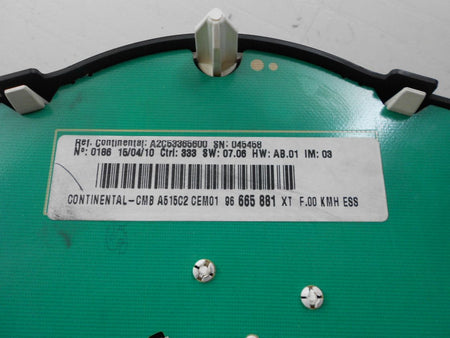 Ref. Continental: A2C53365600 SN: 045458
N°: 0186 15/04/10 Ctrl: 333 SW: 07.06 HW: AB.01 IM: 03
CONTINENTAL-CMB A515C2 CEM01 96 665 881 XT F.00 KMH ESS